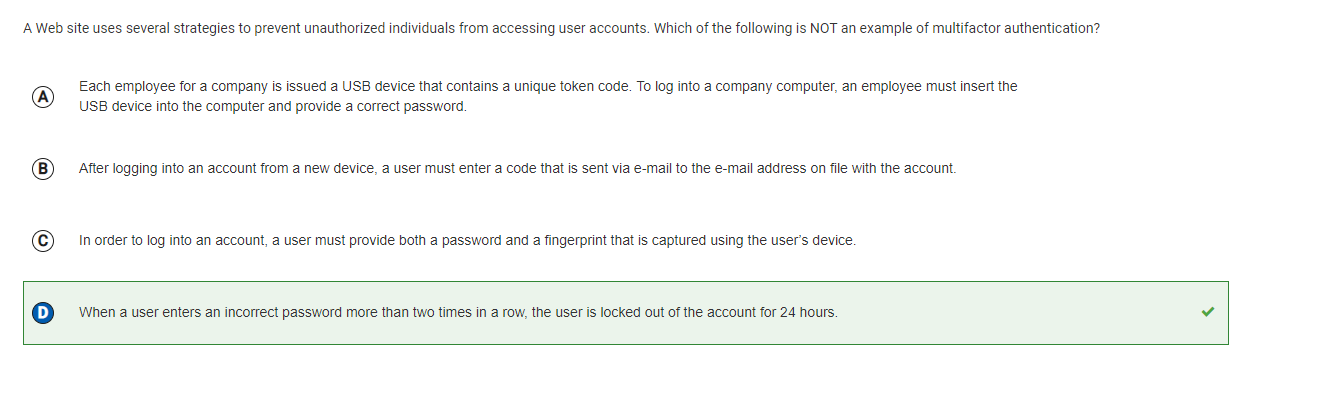 A Web site uses several strategies to prevent unauthorized individuals from accessing user accounts. Which of the following is NOT an example of multifactor authentication?
A
Each employee for a company is issued a USB device that contains a unique token code. To log into a company computer, an employee must insert the
USB device into the computer and provide a correct password.
B
After logging into an account from a new device, a user must enter a code that is sent via e-mail to the e-mail address on file with the account.
C
In order to log into an account, a user must provide both a password and a fingerprint that is captured using the user's device.
D
When a user enters an incorrect password more than two times in a row, the user is locked out of the account for 24 hours.